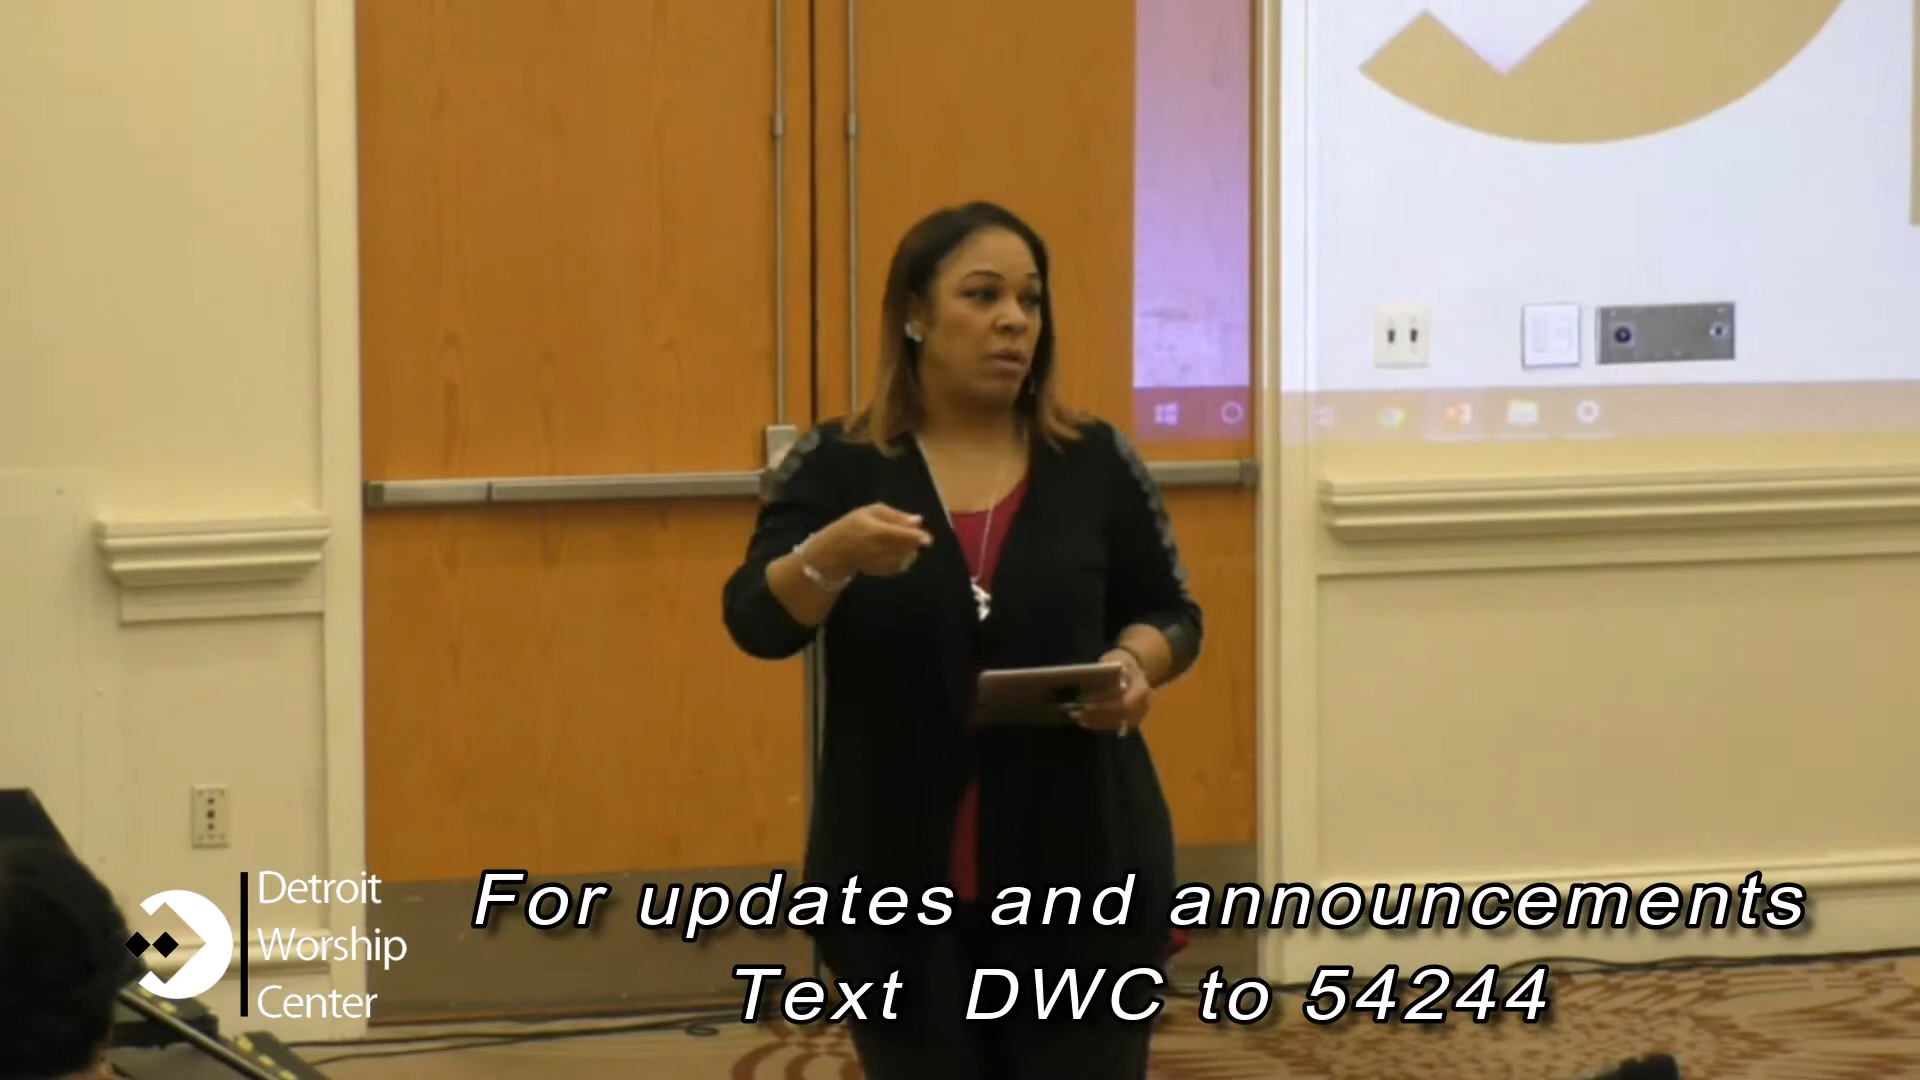 Detroit
Worship
Center
For updates and announcements
Text DWC to 54244